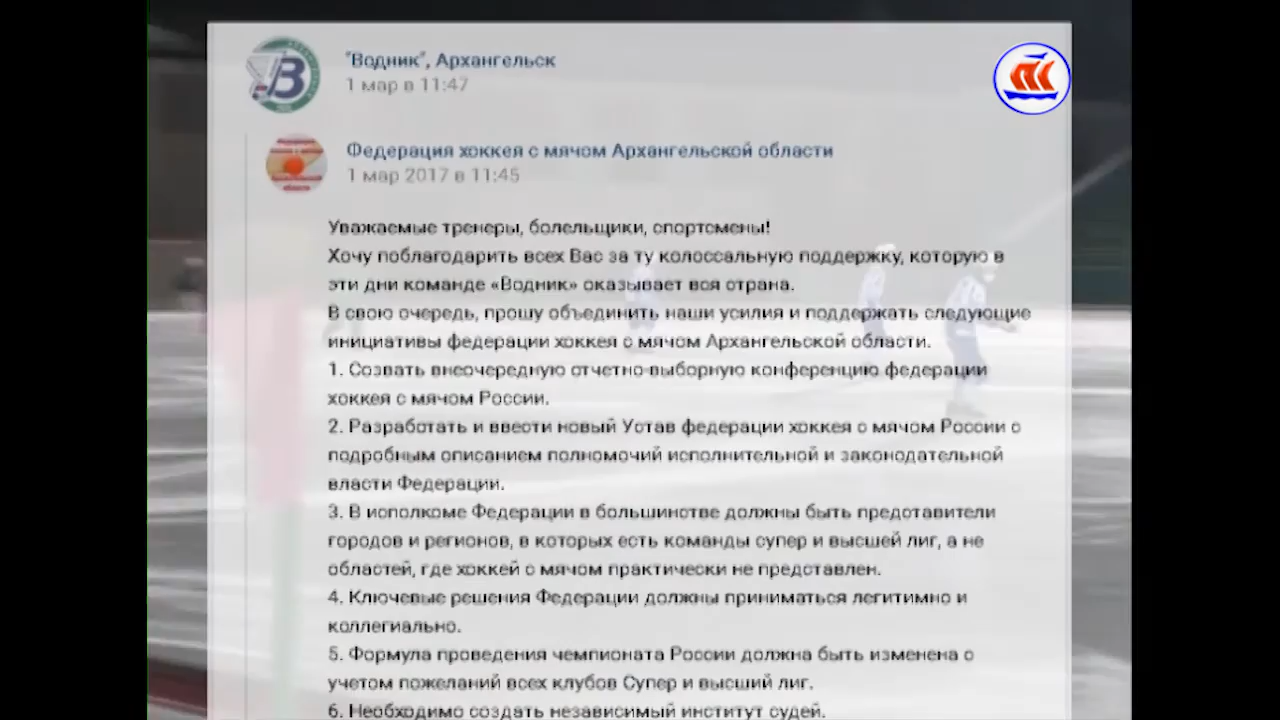 "Водник", Архангельск
1 мар в 11:47
Федерация хоккея с мячом Архангельской области
1 мар 2017 в 11:45
Уважаемые тренеры, болельщики, спортсмены!
Хочу поблагодарить всех Вас за ту колоссальную поддержку, которую в
эти дни команде «Водник» оказывает вся страна.
В свою очередь, прошу объединить наши усилия и поддержать следующие
инициативы федерации хоккея с мячом Архангельской области.
1. Созвать внеочередную отчетно-выборную конференцию федерации
хоккея с мячом России.
2. Разработать и ввести новый Устав федерации хоккея с мячом России с
подробным описанием полномочий исполнительной и законодательной
власти Федерации.
3. В исполкоме Федерации в большинстве должны быть представители
городов и регионов, в которых есть команды супер и высшей лиг, а не
областей, где хоккей с мячом практически не представлен.
4. Ключевые решения Федерации должны приниматься легитимно и
коллегиально.
5. Формула проведения чемпионата России должна быть изменена с
учетом пожеланий всех клубов Супер и высший лиг.
6. Необходимо создать независимый институт судей.